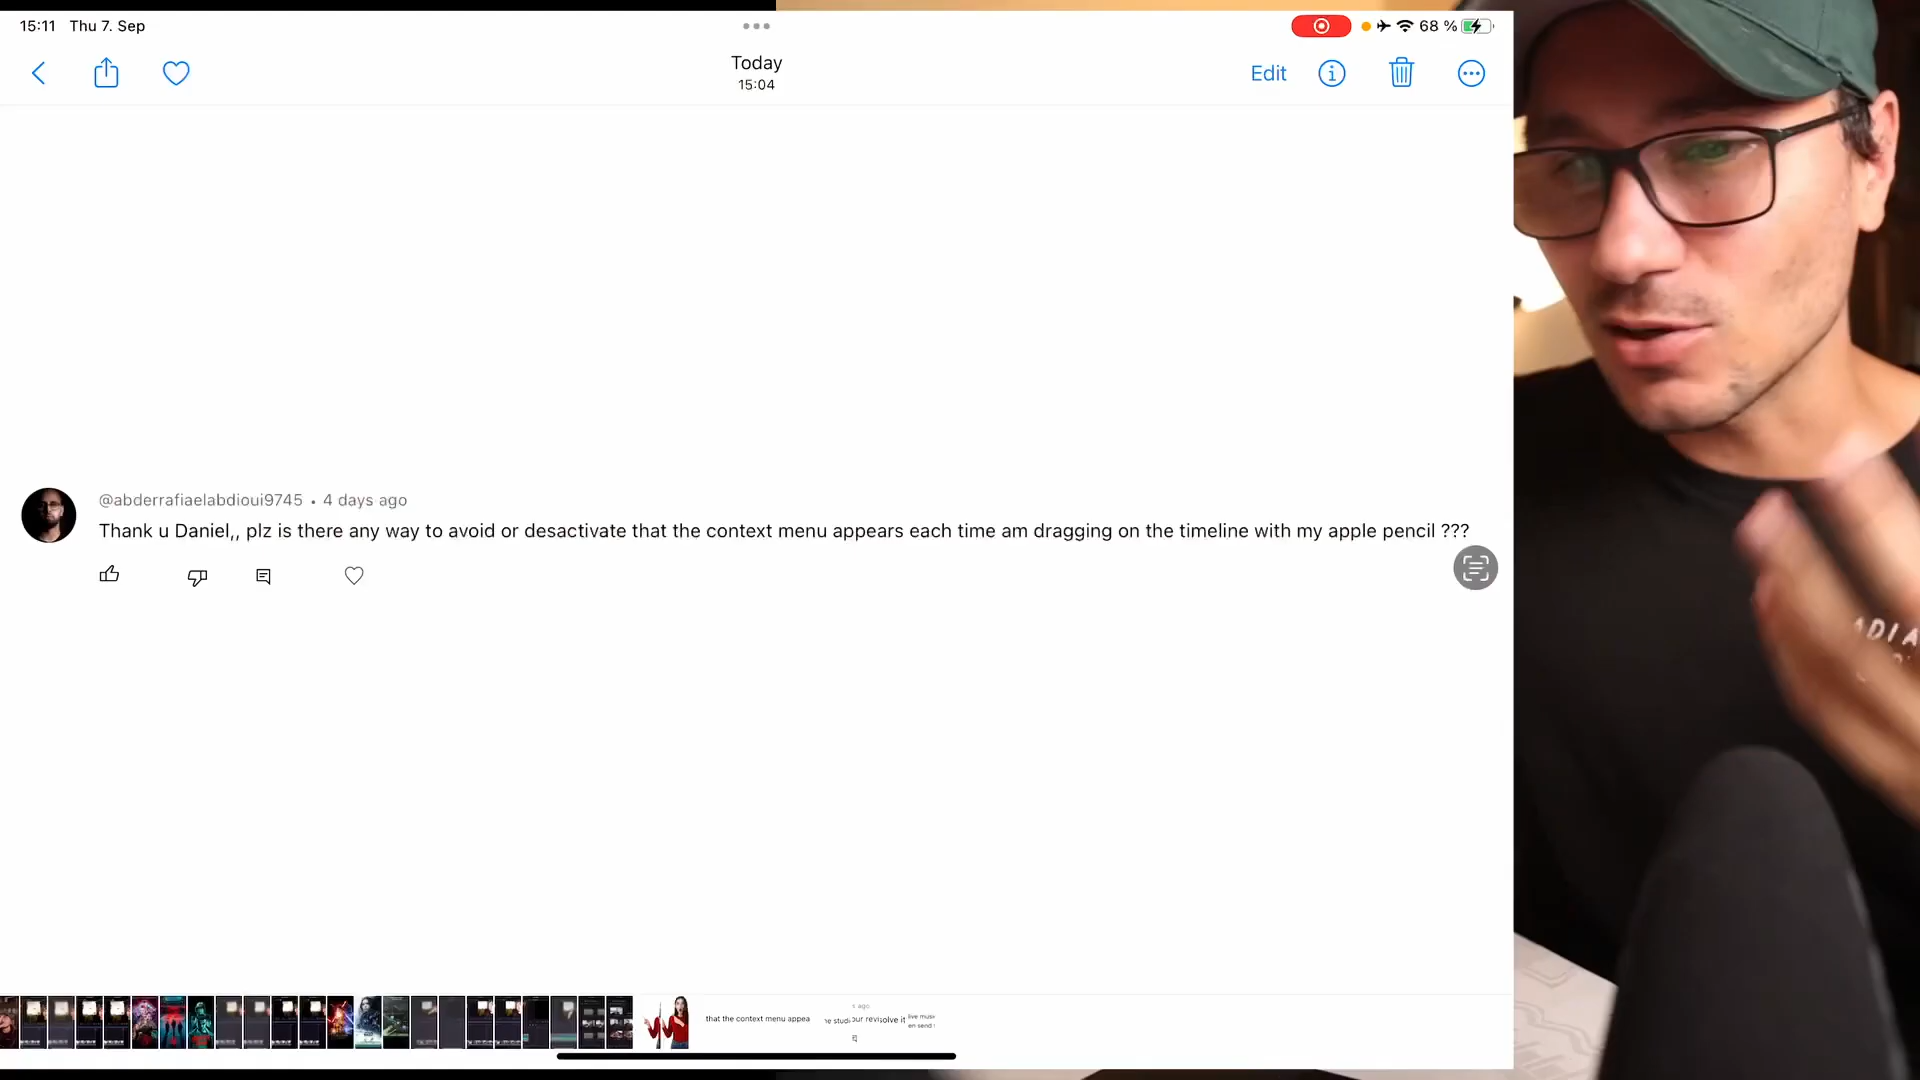 15:11 Thu 7. Sep
68 %
Today
15:04
Edit
@abderrafiaelabdioui9745 • 4 days ago
Thank u Daniel,, plz is there any way to avoid or desactivate that the context menu appears each time am dragging on the timeline with my apple pencil ???
ADIA
that the context menu appea